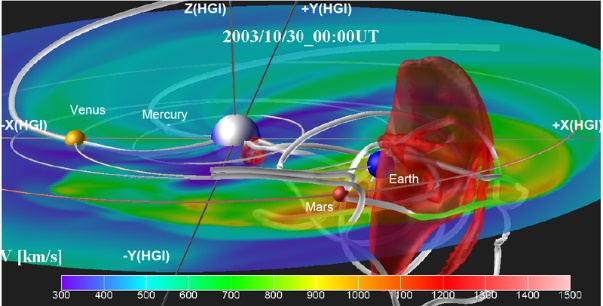 Z(HGI)
+Y(HGI)
2003/10/30_00:00UT
Venus
Mercury
-X(HGI)
+X(HGI)
Earth
Mars
V [km/s]
-Y(HGI)
300 400 500 600 700 800 900 1000 1100 1200 1300 1400 1500